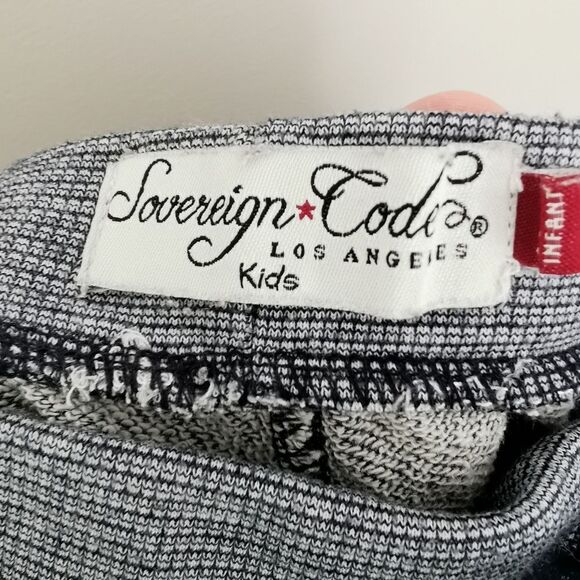 Sovereign★Code®
LOS ANGELES
Kids
INFANT